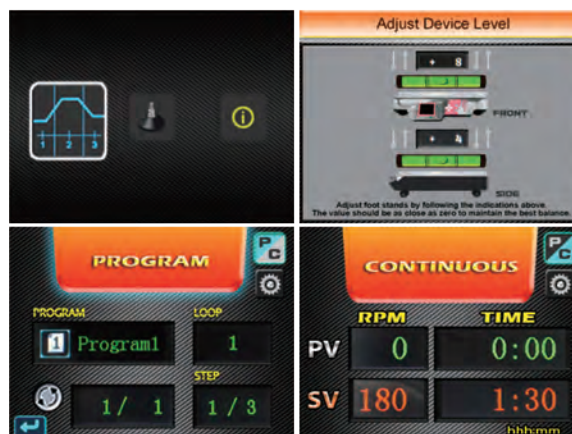 1 2 3
i
Adjust Device Level
+ 8
FRONT
+ 4
SIDE
Adjust foot stands by following the indications above.
The value should be as close as zero to maintain the best balance.
PROGRAM
P/C
PROGRAM
LOOP
1 Program1
1
STEP
1/ 1
1 / 3
CONTINUOUS
P/C
RPM
TIME
PV
0
0:00
SV
180
1:30
hhh:mm